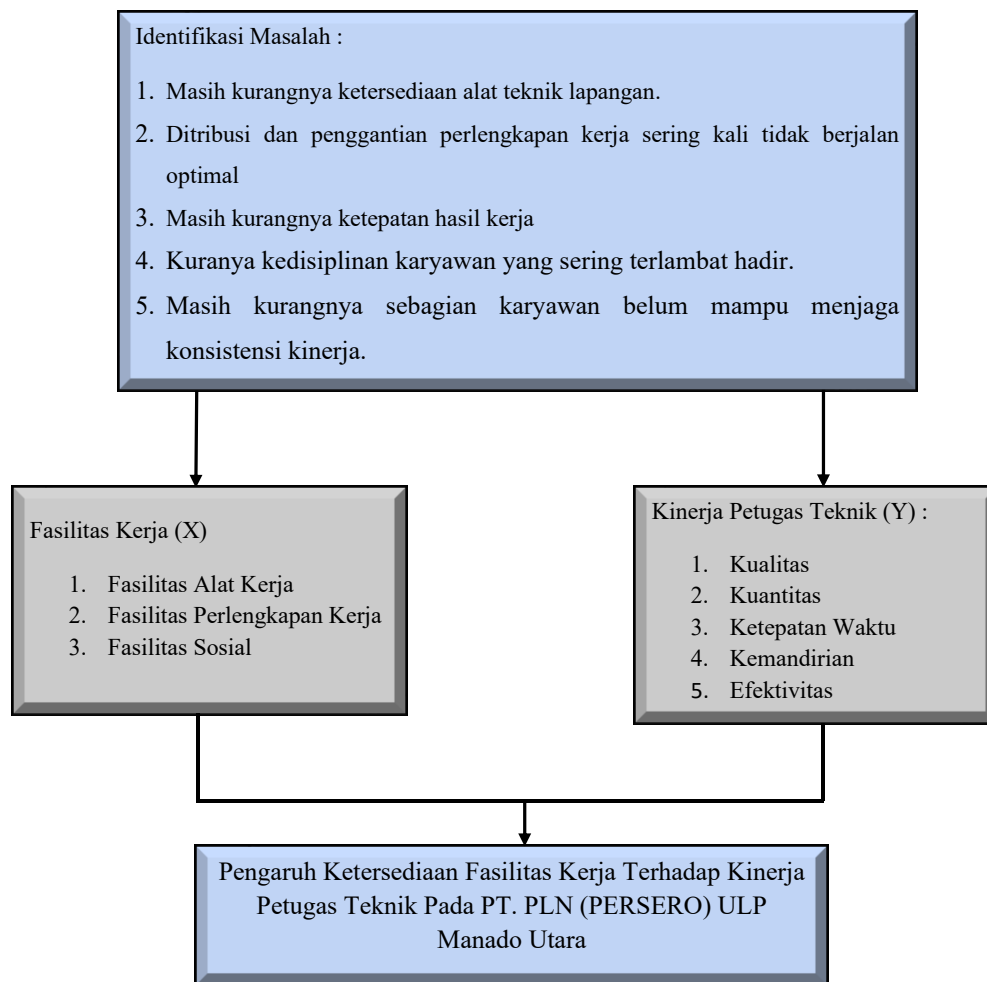 Identifikasi Masalah :
1. Masih kurangnya ketersediaan alat teknik lapangan.
2. Ditribusi dan penggantian perlengkapan kerja sering kali tidak berjalan
optimal
3. Masih kurangnya ketepatan hasil kerja
4. Kuranya kedisiplinan karyawan yang sering terlambat hadir.
5. Masih kurangnya sebagian karyawan belum mampu menjaga
konsistensi kinerja.
Fasilitas Kerja (X)
1. Fasilitas Alat Kerja
2. Fasilitas Perlengkapan Kerja
3. Fasilitas Sosial
Kinerja Petugas Teknik (Y) :
1. Kualitas
2. Kuantitas
3. Ketepatan Waktu
4. Kemandirian
5. Efektivitas
Pengaruh Ketersediaan Fasilitas Kerja Terhadap Kinerja
Petugas Teknik Pada PT. PLN (PERSERO) ULP
Manado Utara